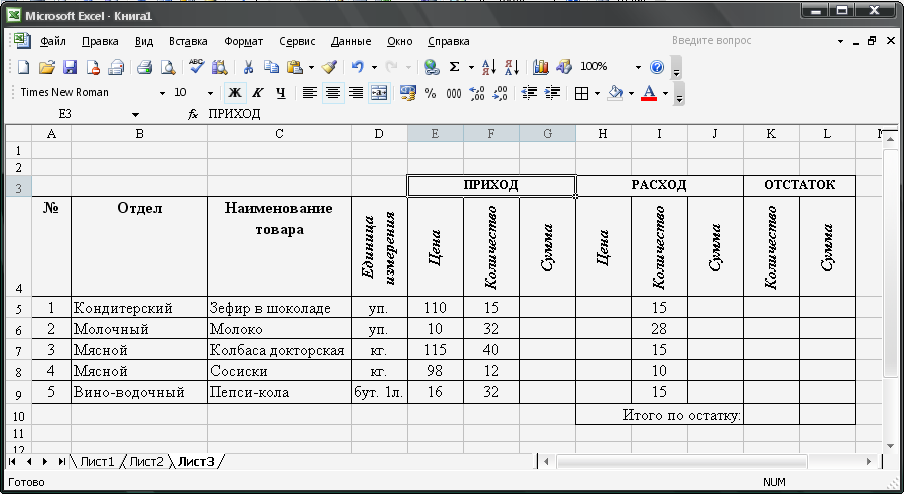 Microsoft Excel - Книга1
Файл Правка Вид Вставка Формат Сервис Данные Окно Справка Введите вопрос
100%
Times New Roman 10 Ж К Ч % 000
E3 fx ПРИХОД
A B C D E F G H I J K L
1
2
3 ПРИХОД РАСХОД ОТСТАТОК
4 № Отдел Наименование товара Единица измерения Цена Количество Сумма Цена Количество Сумма Количество Сумма
5 1 Кондитерский Зефир в шоколаде уп. 110 15 15
6 2 Молочный Молоко уп. 10 32 28
7 3 Мясной Колбаса докторская кг. 115 40 15
8 4 Мясной Сосиски кг. 98 12 10
9 5 Вино-водочный Пепси-кола бут. 1л. 16 32 15
10 Итого по остатку:
11
12
Лист1 Лист2 Лист3
Готово NUM